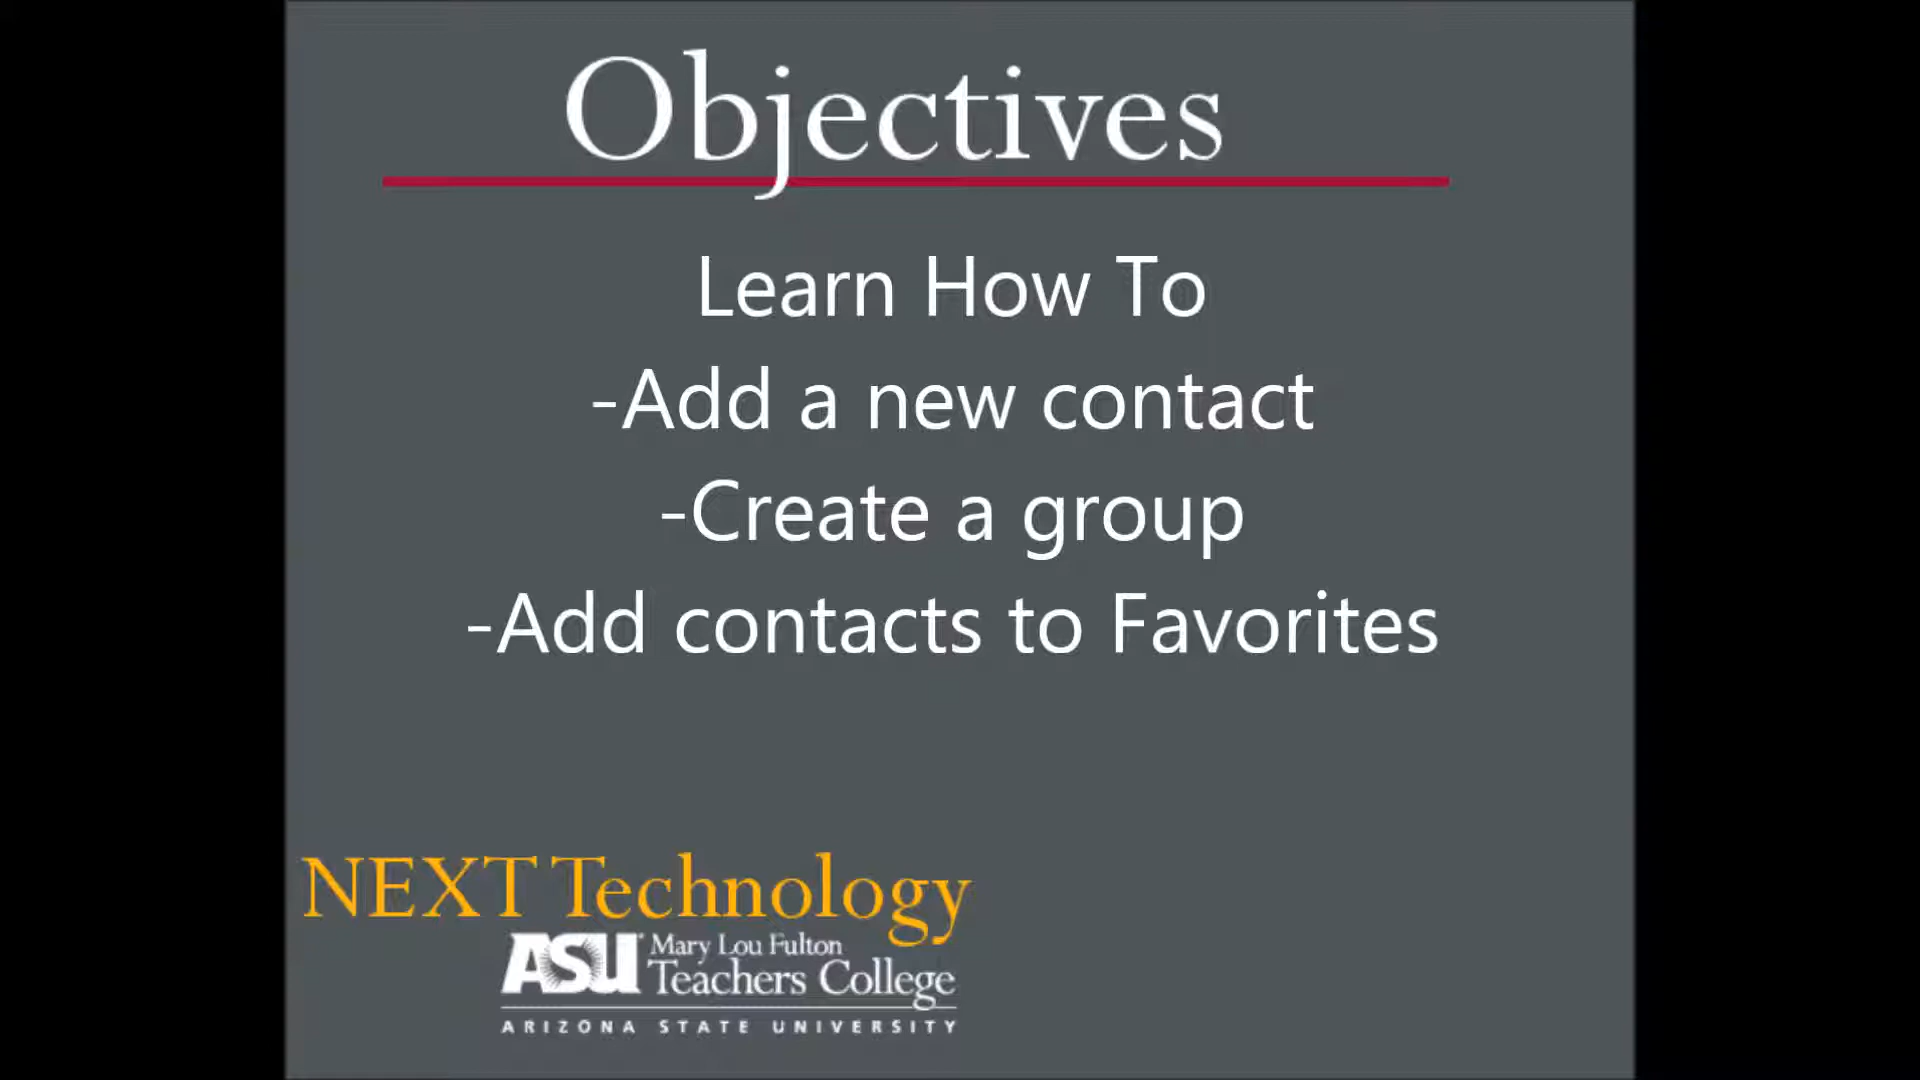 Objectives
Learn How To
-Add a new contact
-Create a group
-Add contacts to Favorites
NEXT Technology
ASU Mary Lou Fulton
Teachers College
ARIZONA STATE UNIVERSITY